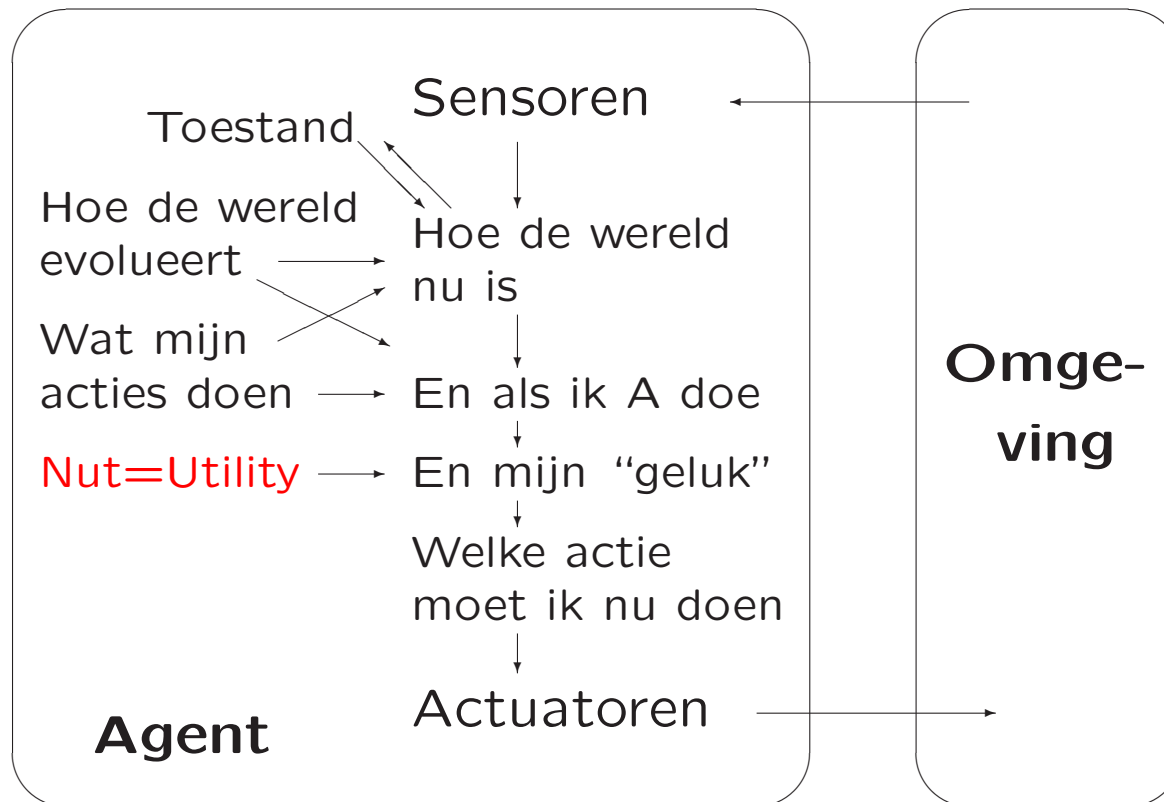 Sensoren
Toestand
Hoe de wereld
evolueert
Hoe de wereld
nu is
Wat mijn
acties doen
En als ik A doe
Nut=Utility
En mijn “geluk”
Welke actie
moet ik nu doen
Actuatoren
Agent
Omge-
ving